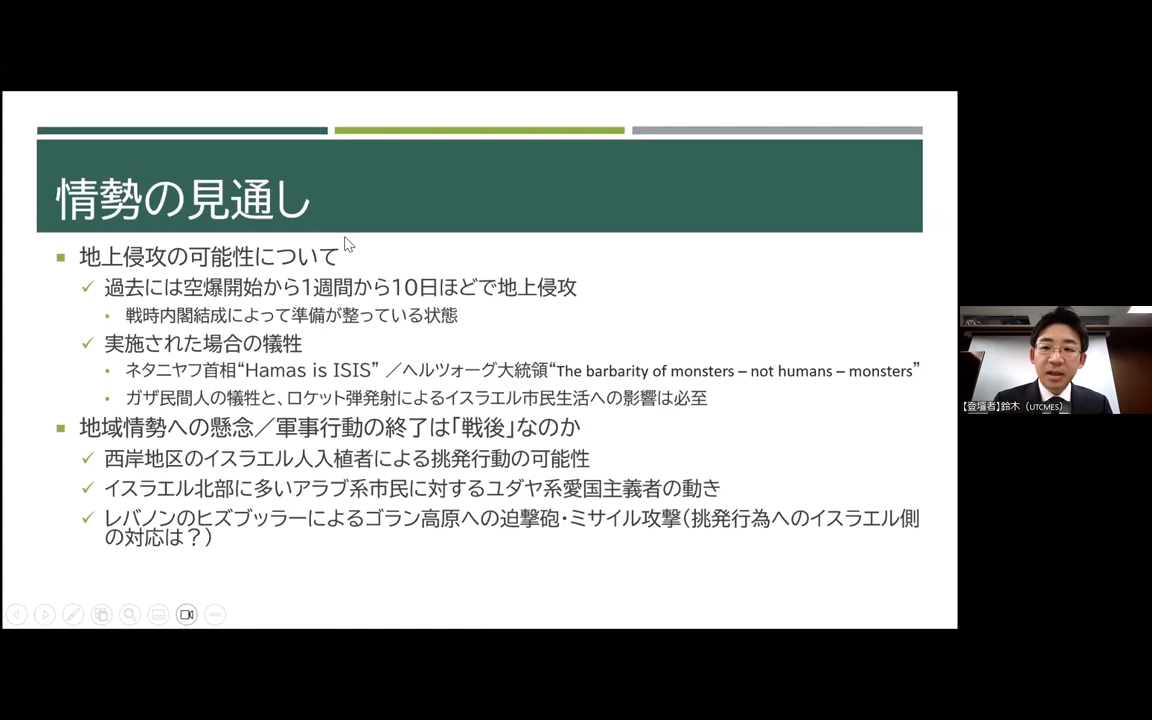 情勢の見通し
地上侵攻の可能性について
過去には空爆開始から1週間から10日ほどで地上侵攻
戦時内閣結成によって準備が整っている状態
実施された場合の犠牲
ネタニヤフ首相“Hamas is ISIS” ／ヘルツォーグ大統領“The barbarity of monsters – not humans – monsters”
ガザ民間人の犠牲と、ロケット弾発射によるイスラエル市民生活への影響は必至
地域情勢への懸念／軍事行動の終了は「戦後」なのか
西岸地区のイスラエル人入植者による挑発行動の可能性
イスラエル北部に多いアラブ系市民に対するユダヤ系愛国主義者の動き
レバノンのヒズブッラーによるゴラン高原への迫撃砲・ミサイル攻撃（挑発行為へのイスラエル側
の対応は？）
【登壇者】鈴木（UTCMES）